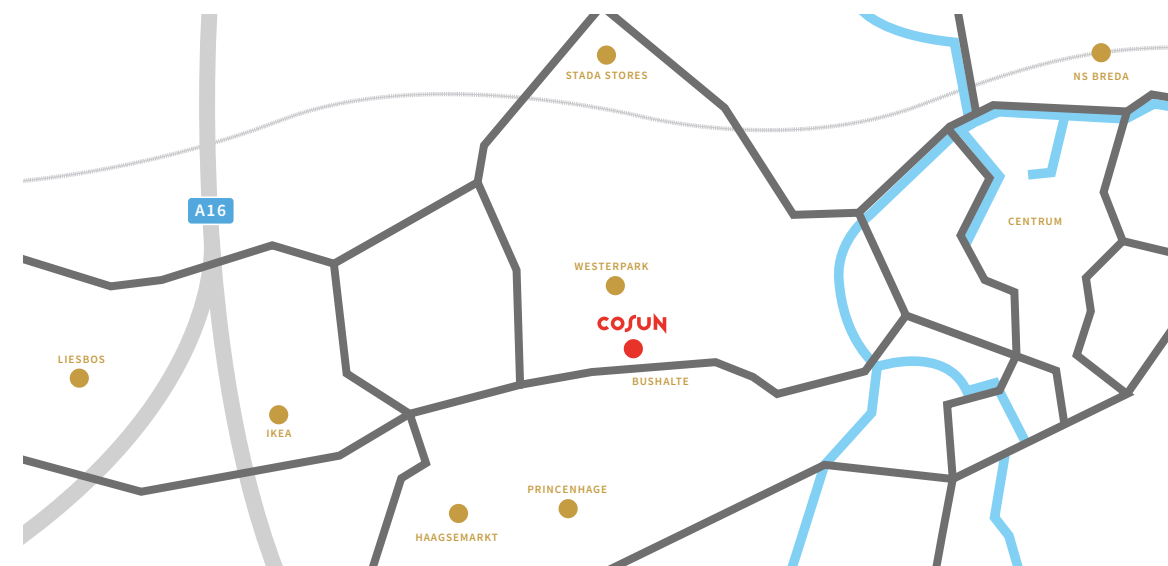 STADA STORES
NS BREDA
A16
CENTRUM
WESTERPARK
COSUN
LIESBOS
BUSHALTE
IKEA
PRINCENHAGE
HAAGSEMARKT